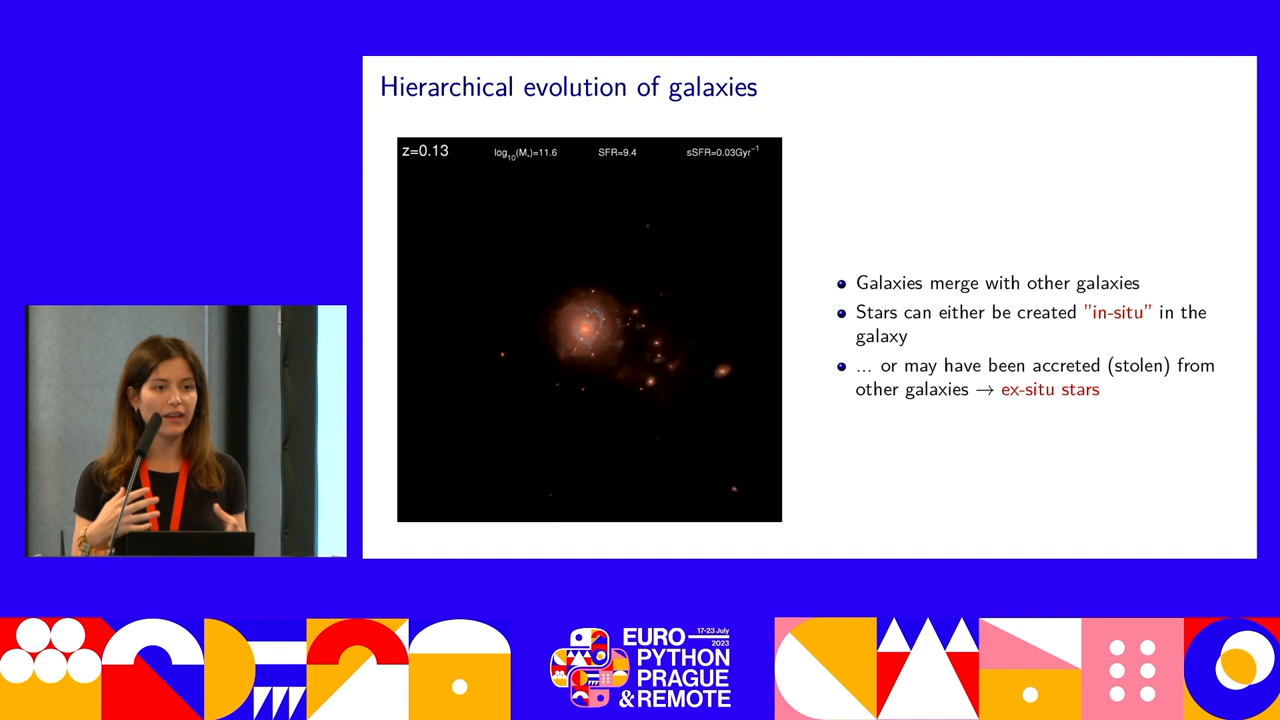 Hierarchical evolution of galaxies
z=0.13 log₁₀(M*)=11.6 SFR=9.4 sSFR=0.03Gyr⁻¹
Galaxies merge with other galaxies
Stars can either be created "in-situ" in the
galaxy
... or may have been accreted (stolen) from
other galaxies → ex-situ stars
EURO 17-23 July
2023
PYTHON
PRAGUE
& REMOTE